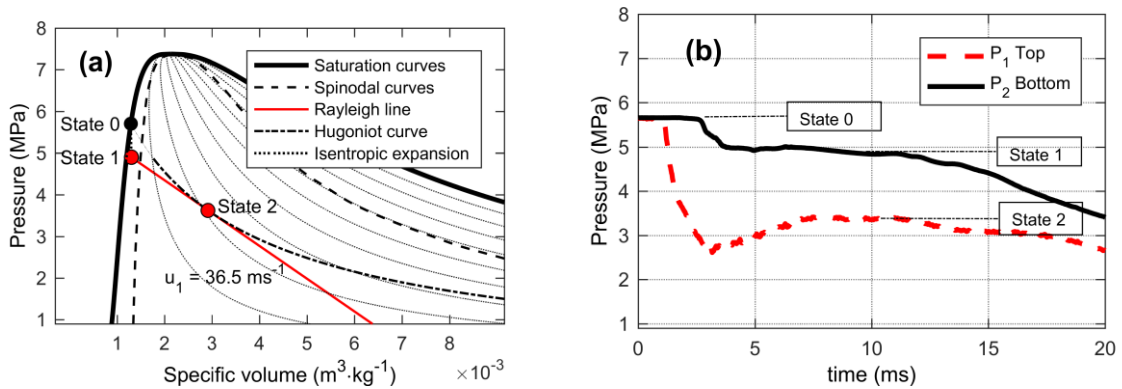 (a)
Saturation curves
Spinodal curves
Rayleigh line
Hugoniot curve
Isentropic expansion
State 0
State 1
State 2
u₁ = 36.5 ms⁻¹
8
7
6
5
4
3
2
1
Pressure (MPa)
1 2 3 4 5 6 7 8 9
Specific volume (m³·kg⁻¹)
×10⁻³
(b)
P₁ Top
P₂ Bottom
State 0
State 1
State 2
8
7
6
5
4
3
2
1
Pressure (MPa)
0 5 10 15 20
time (ms)